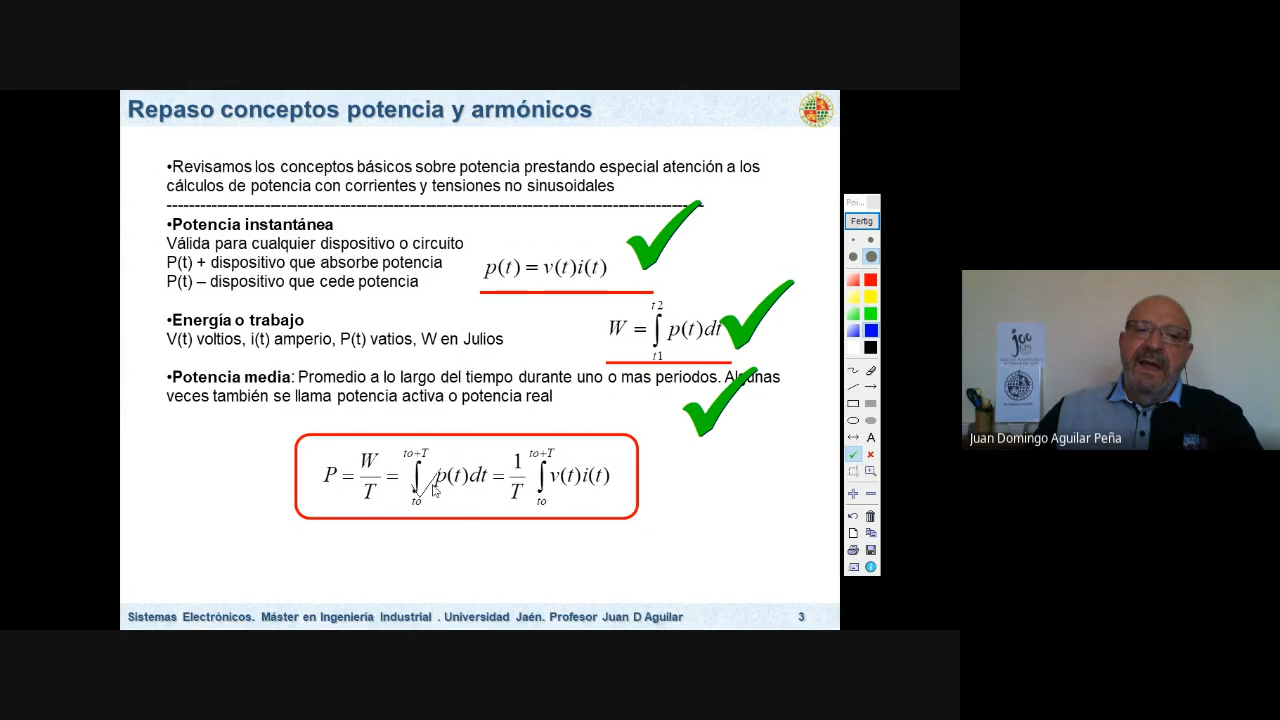 Repaso conceptos potencia y armónicos
•Revisamos los conceptos básicos sobre potencia prestando especial atención a los
cálculos de potencia con corrientes y tensiones no sinusoidales
•Potencia instantánea
Válida para cualquier dispositivo o circuito
P(t) + dispositivo que absorbe potencia
P(t) – dispositivo que cede potencia
p(t) = v(t)i(t)
•Energía o trabajo
V(t) voltios, i(t) amperio, P(t) vatios, W en Julios
W = ∫_{t1}^{t2} p(t)dt
•Potencia media: Promedio a lo largo del tiempo durante uno o mas periodos. Algunas
veces también se llama potencia activa o potencia real
P = W/T = ∫_{to}^{to+T} p(t)dt = 1/T ∫_{to}^{to+T} v(t)i(t)
Sistemas Electrónicos. Máster en Ingeniería Industrial . Universidad Jaén. Profesor Juan D Aguilar
3
Poi...
Fertig
A
Juan Domingo Aguilar Peña